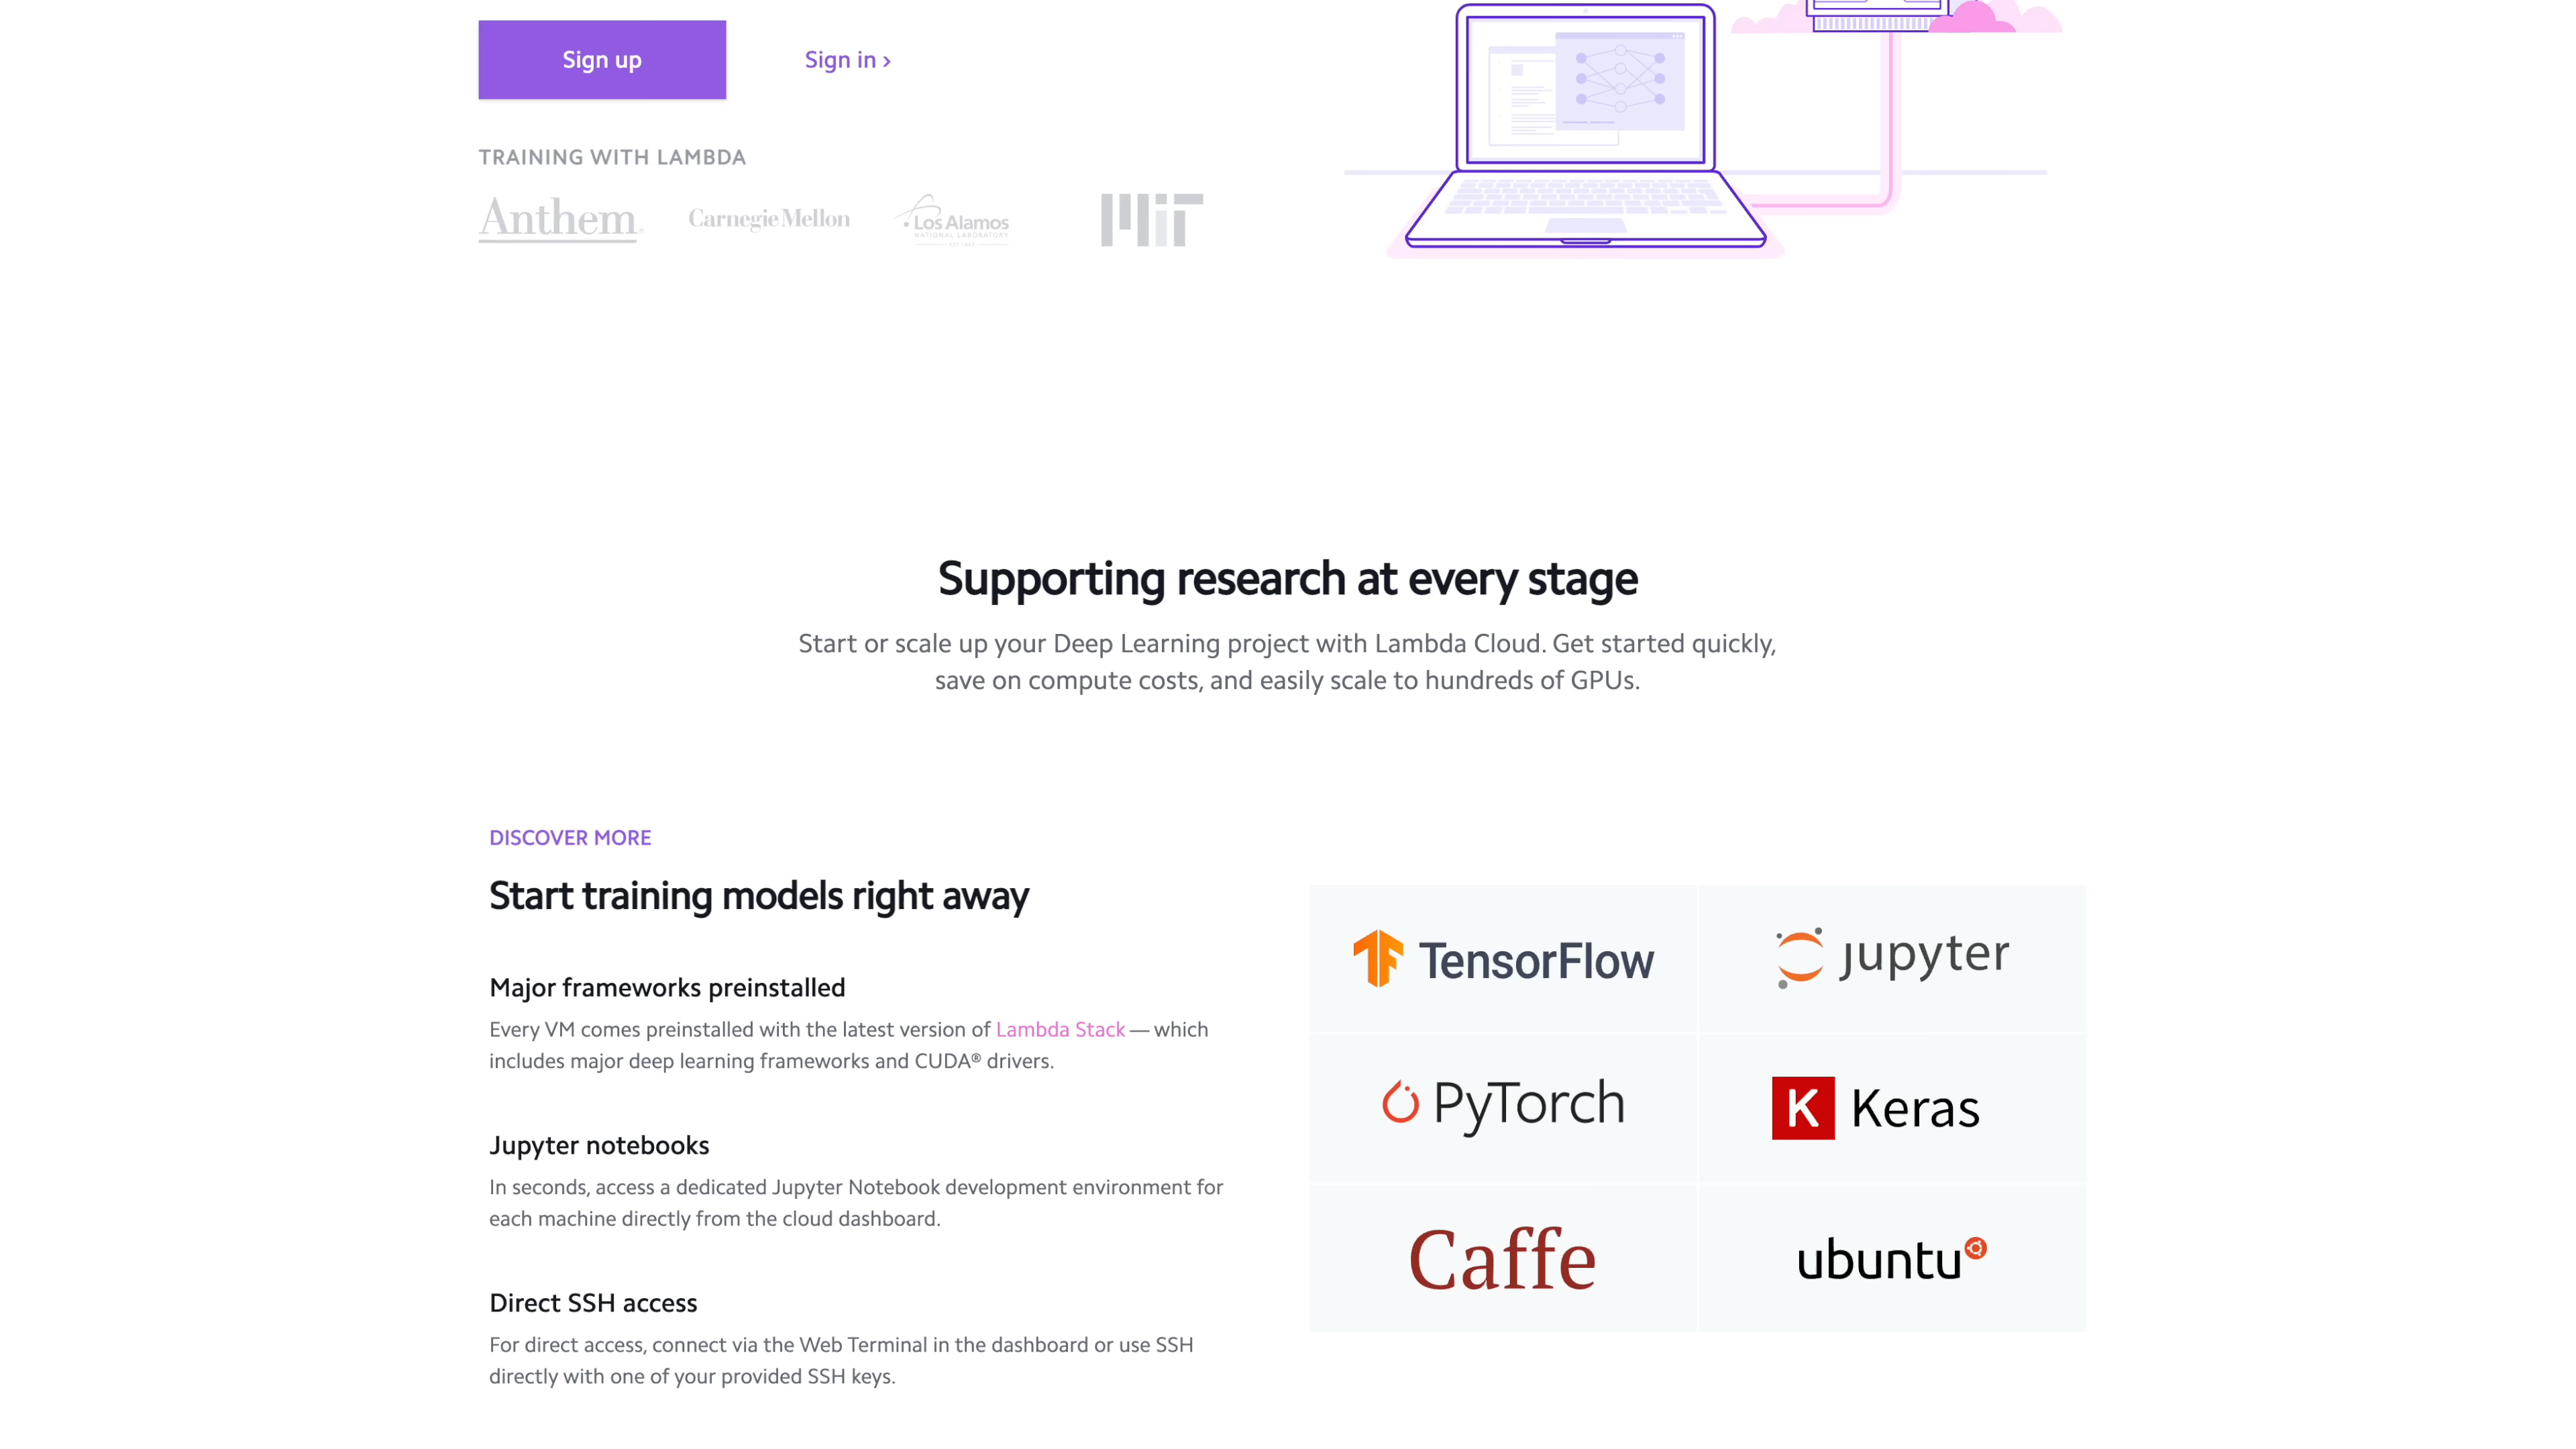 Sign up
Sign in ›
TRAINING WITH LAMBDA
Anthem
Carnegie Mellon
Los Alamos
NATIONAL LABORATORY
EST. 1943
MIT
Supporting research at every stage
Start or scale up your Deep Learning project with Lambda Cloud. Get started quickly,
save on compute costs, and easily scale to hundreds of GPUs.
DISCOVER MORE
Start training models right away
Major frameworks preinstalled
Every VM comes preinstalled with the latest version of Lambda Stack — which
includes major deep learning frameworks and CUDA® drivers.
Jupyter notebooks
In seconds, access a dedicated Jupyter Notebook development environment for
each machine directly from the cloud dashboard.
Direct SSH access
For direct access, connect via the Web Terminal in the dashboard or use SSH
directly with one of your provided SSH keys.
TensorFlow
jupyter
PyTorch
K Keras
Caffe
ubuntu